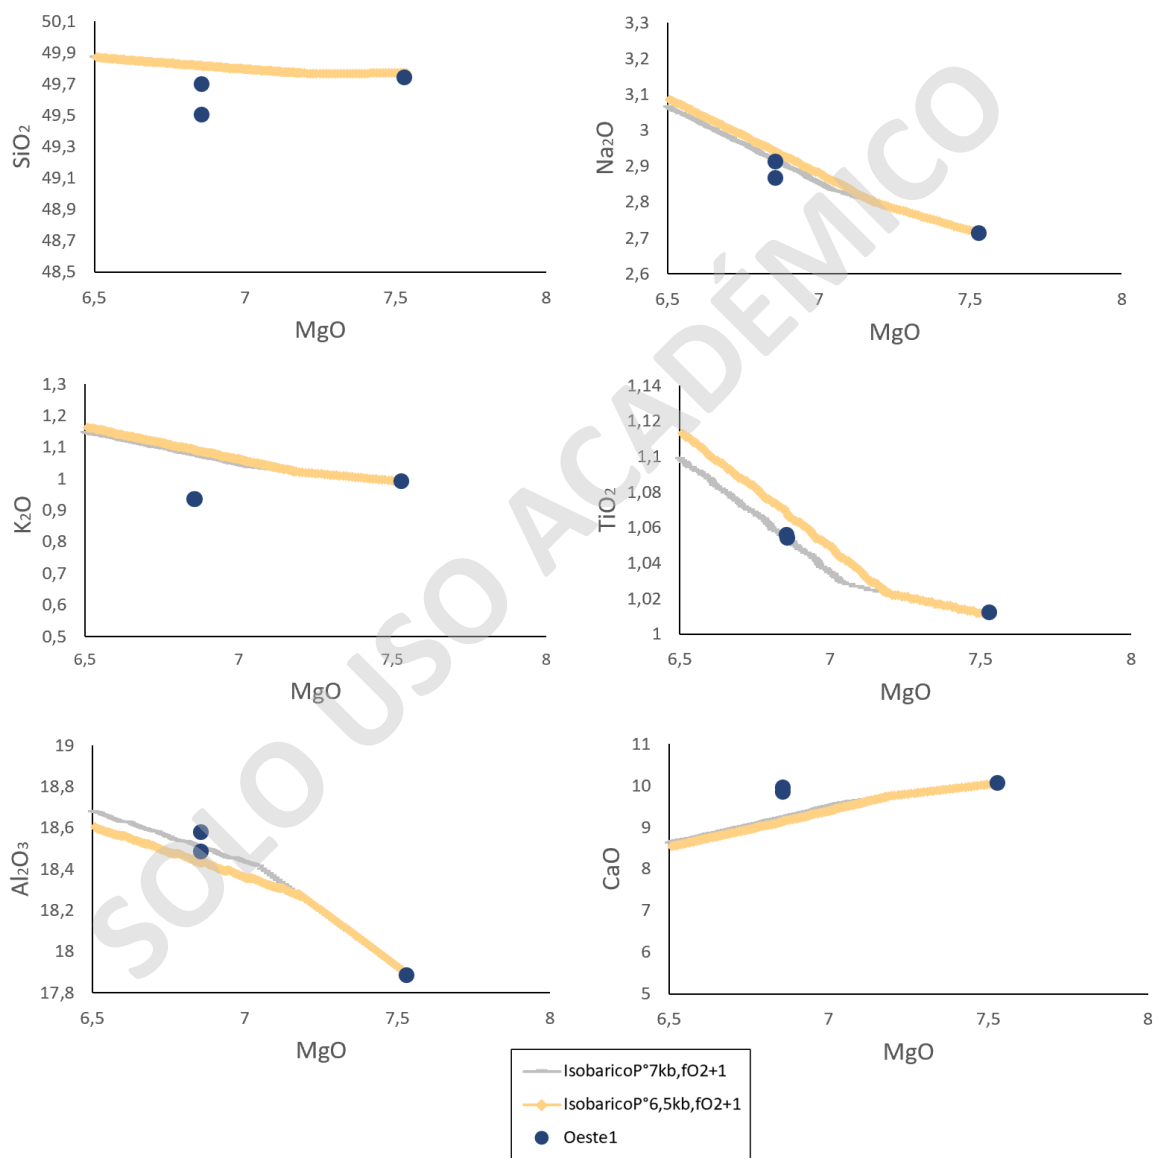 50,1
49,9
49,7
49,5
49,3
49,1
48,9
48,7
48,5
SiO₂
6,5 7 7,5 8
MgO
3,3
3,2
3,1
3
2,9
2,8
2,7
2,6
Na₂O
6,5 7 7,5 8
MgO
1,3
1,2
1,1
1
0,9
0,8
0,7
0,6
0,5
K₂O
6,5 7 7,5 8
MgO
1,14
1,12
1,1
1,08
1,06
1,04
1,02
1
TiO₂
6,5 7 7,5 8
MgO
19
18,8
18,6
18,4
18,2
18
17,8
Al₂O₃
6,5 7 7,5 8
MgO
11
10
9
8
7
6
5
CaO
6,5 7 7,5 8
MgO
IsobaricoP°7kb,fO2+1
IsobaricoP°6,5kb,fO2+1
Oeste1
SOLO USO ACADÉMICO